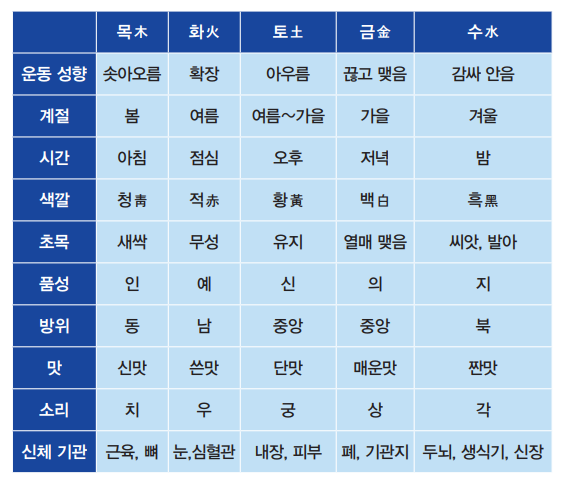 목木 화火 토土 금金 수水
운동 성향 솟아오름 확장 아우름 끊고 맺음 감싸 안음
계절 봄 여름 여름~가을 가을 겨울
시간 아침 점심 오후 저녁 밤
색깔 청靑 적赤 황黃 백白 흑黑
초목 새싹 무성 유지 열매 맺음 씨앗, 발아
품성 인 예 신 의 지
방위 동 남 중앙 중앙 북
맛 신맛 쓴맛 단맛 매운맛 짠맛
소리 치 우 궁 상 각
신체 기관 근육, 뼈 눈,심혈관 내장, 피부 폐, 기관지 두뇌, 생식기, 신장